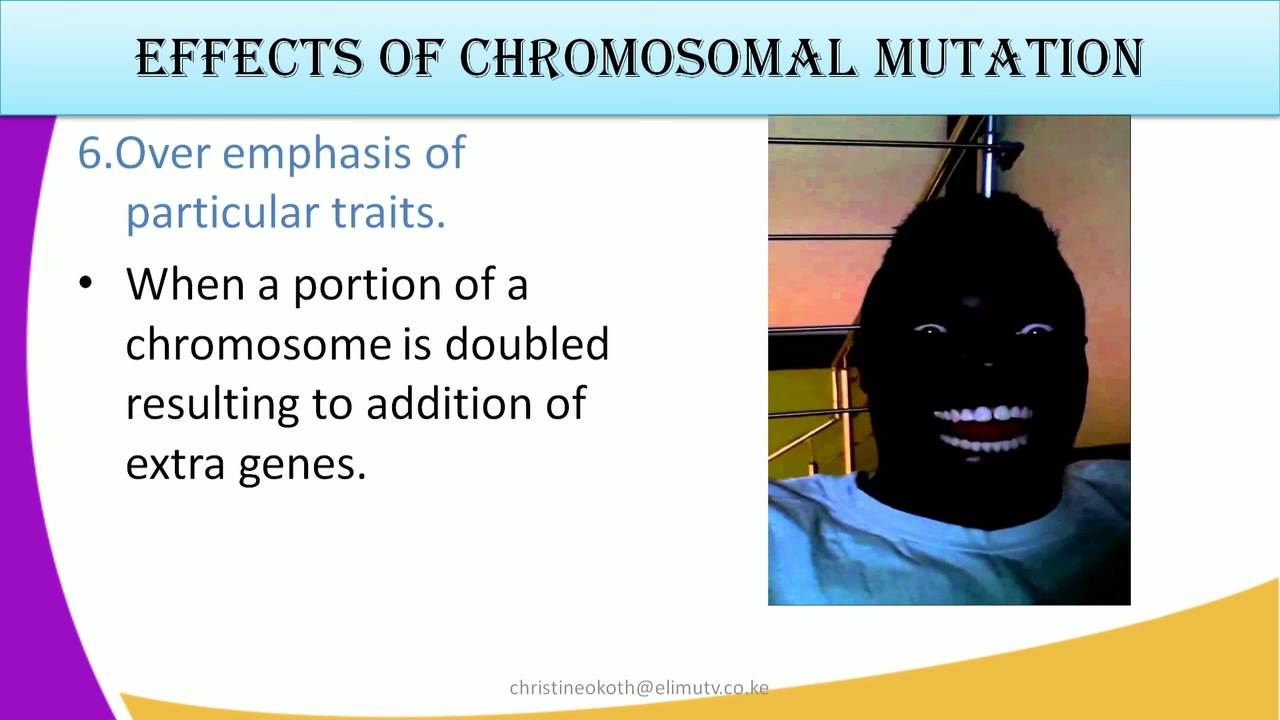 EFFECTS OF CHROMOSOMAL MUTATION
6.Over emphasis of
particular traits.
• When a portion of a
chromosome is doubled
resulting to addition of
extra genes.
christineokoth@elimutv.co.ke